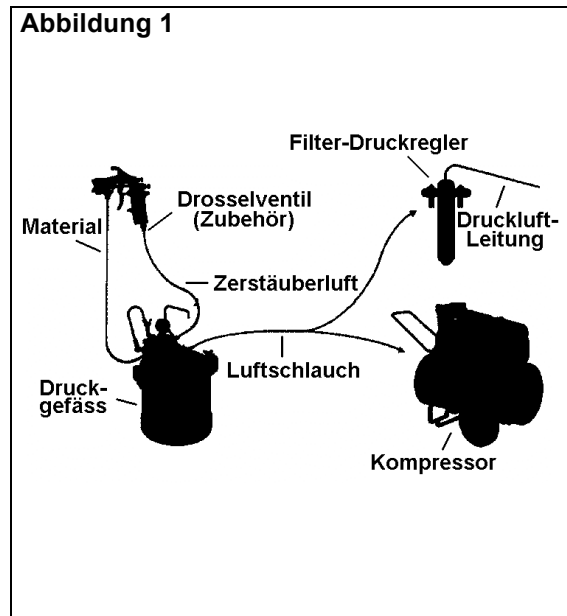 Abbildung 1
Filter-Druckregler
Drosselventil
(Zubehör)
Material
Druckluft-
Leitung
Zerstäuberluft
Luftschlauch
Druck-
gefäss
Kompressor